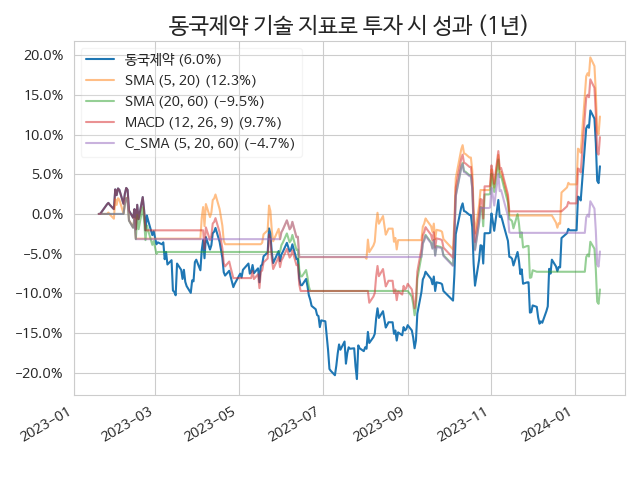 동국제약 기술 지표로 투자 시 성과 (1년)
20.0%
15.0%
10.0%
5.0%
0.0%
−5.0%
−10.0%
−15.0%
−20.0%
동국제약 (6.0%)
SMA (5, 20) (12.3%)
SMA (20, 60) (−9.5%)
MACD (12, 26, 9) (9.7%)
C_SMA (5, 20, 60) (−4.7%)
2023-01
2023-03
2023-05
2023-07
2023-09
2023-11
2024-01